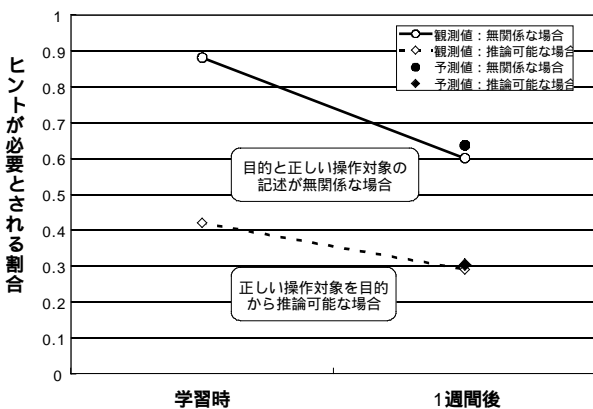 1
0.9
0.8
0.7
0.6
0.5
0.4
0.3
0.2
0.1
0
ヒントが必要とされる割合
観測値：無関係な場合
観測値：推論可能な場合
予測値：無関係な場合
予測値：推論可能な場合
目的と正しい操作対象の
記述が無関係な場合
正しい操作対象を目的
から推論可能な場合
学習時
1週間後